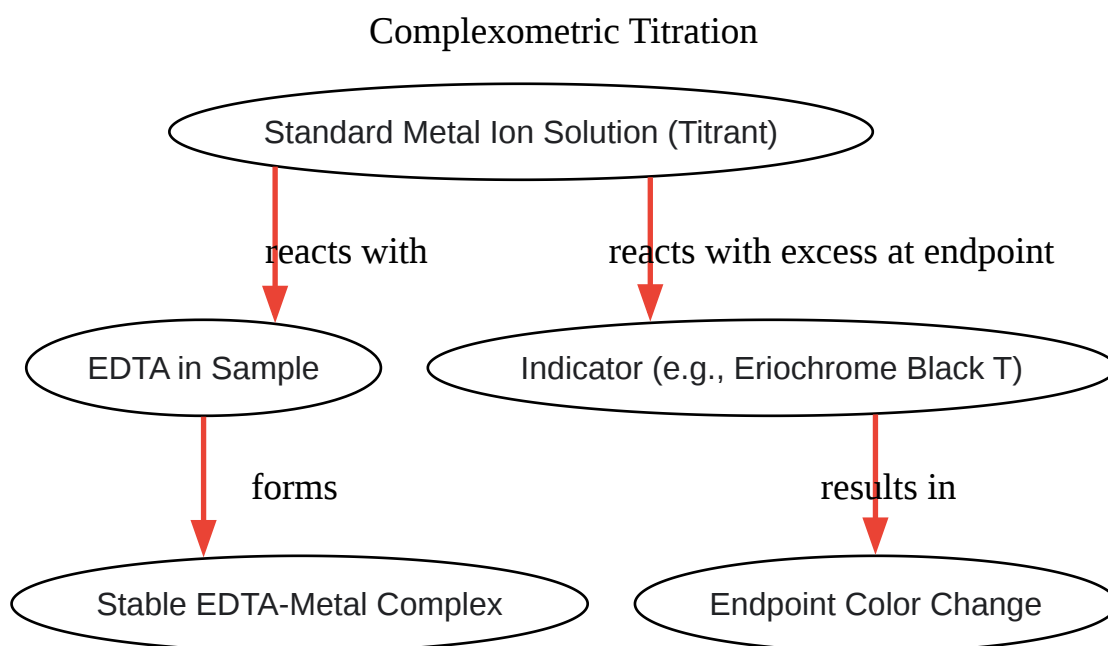 Complexometric Titration
Standard Metal Ion Solution (Titrant)
reacts with
reacts with excess at endpoint
EDTA in Sample
Indicator (e.g., Eriochrome Black T)
forms
results in
Stable EDTA-Metal Complex
Endpoint Color Change